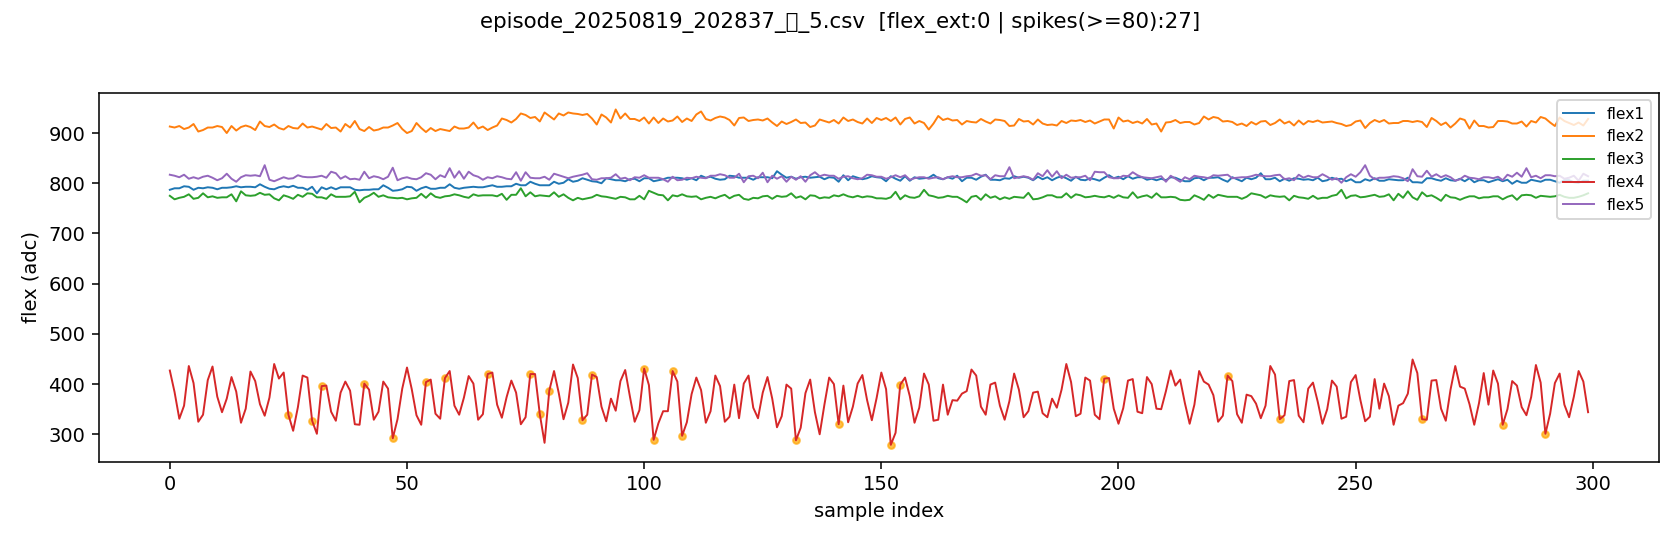 episode_20250819_202837_▯_5.csv  [flex_ext:0 | spikes(>=80):27]
flex (adc)
900
800
700
600
500
400
300
flex1
flex2
flex3
flex4
flex5
0
50
100
150
200
250
300
sample index